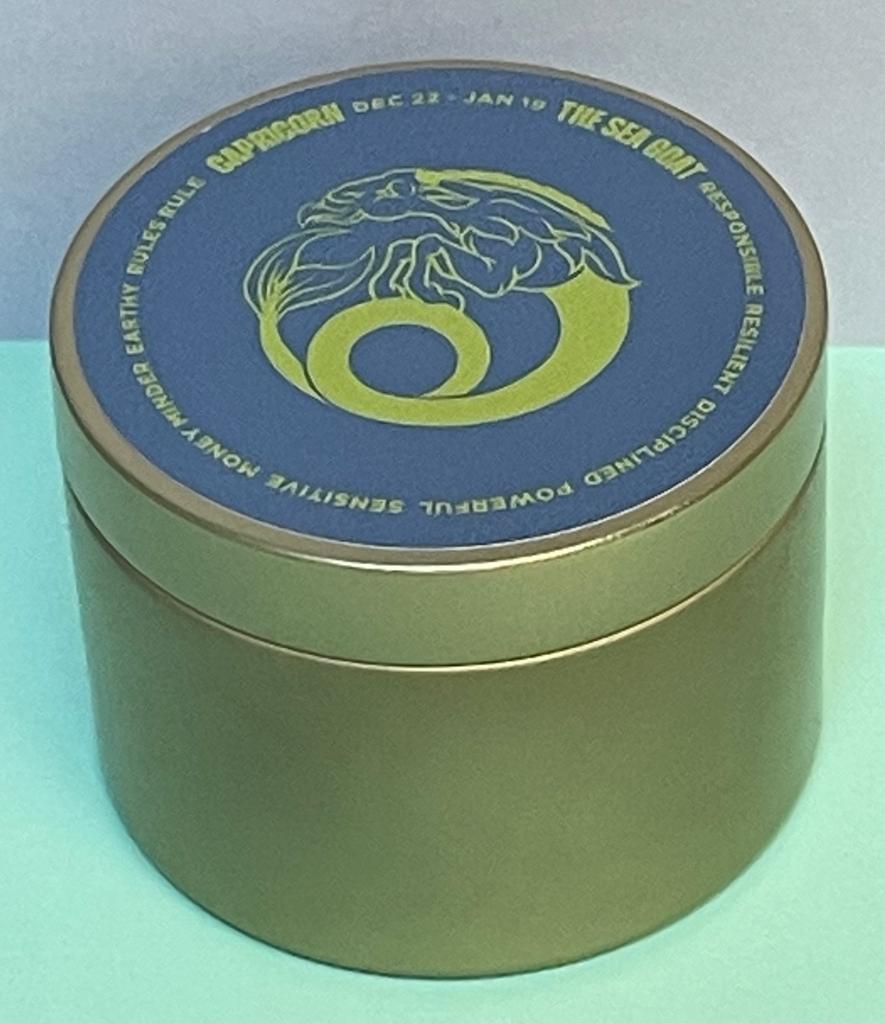 CAPRICORN DEC 22 - JAN 19 THE SEA GOAT RESPONSIBLE RESILIENT DISCIPLINED POWERFUL SENSITIVE MONEY MINDER EARTHY RULES RULE